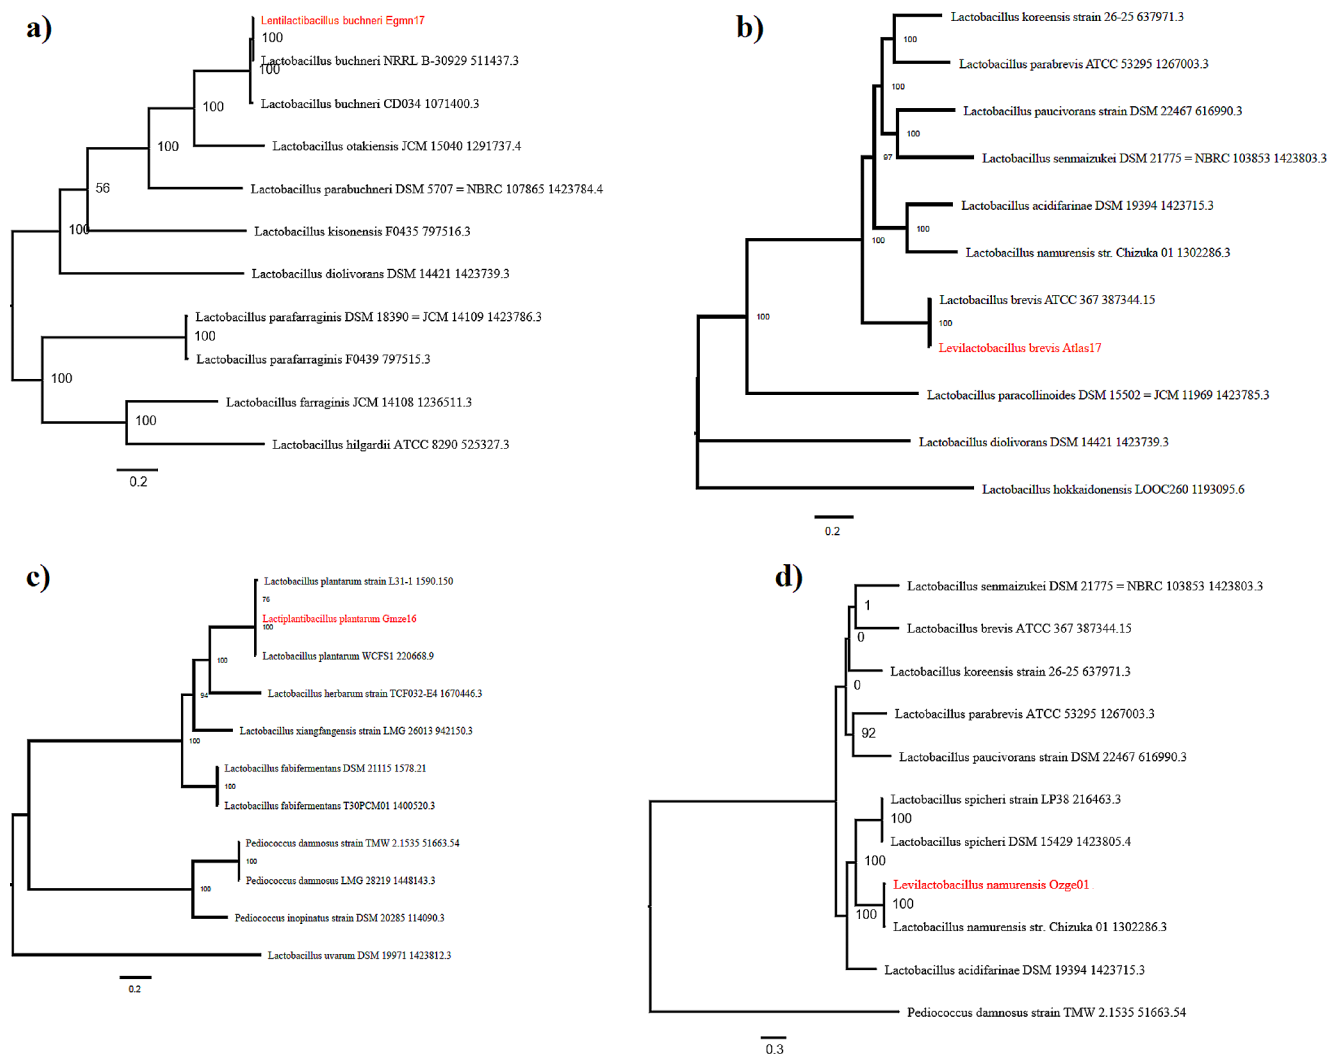 a)
Lentilactibacillus buchneri Egmn17
100
Lactobacillus buchneri NRRL B-30929 511437.3
100
Lactobacillus buchneri CD034 1071400.3
100
Lactobacillus otakiensis JCM 15040 1291737.4
100
Lactobacillus parabuchneri DSM 5707 = NBRC 107865 1423784.4
56
Lactobacillus kisonensis F0435 797516.3
100
Lactobacillus diolivorans DSM 14421 1423739.3
Lactobacillus parafarraginis DSM 18390 = JCM 14109 1423786.3
100
Lactobacillus parafarraginis F0439 797515.3
100
Lactobacillus farraginis JCM 14108 1236511.3
100
Lactobacillus hilgardii ATCC 8290 525327.3
0.2
b)
Lactobacillus koreensis strain 26-25 637971.3
100
Lactobacillus parabrevis ATCC 53295 1267003.3
100
Lactobacillus paucivorans strain DSM 22467 616990.3
100
97
Lactobacillus senmaizukei DSM 21775 = NBRC 103853 1423803.3
Lactobacillus acidifarinae DSM 19394 1423715.3
100
100
Lactobacillus namurensis str. Chizuka 01 1302286.3
Lactobacillus brevis ATCC 367 387344.15
100
100
Levilactobacillus brevis Atlas17
Lactobacillus paracollinoides DSM 15502 = JCM 11969 1423785.3
Lactobacillus diolivorans DSM 14421 1423739.3
Lactobacillus hokkaidonensis LOOC260 1193095.6
0.2
c)
Lactobacillus plantarum strain L31-1 1590.150
76
Lactiplantibacillus plantarum Gmze16
100
Lactobacillus plantarum WCFS1 220668.9
100
94
Lactobacillus herbarum strain TCF032-E4 1670446.3
Lactobacillus xiangfangensis strain LMG 26013 942150.3
100
Lactobacillus fabifermentans DSM 21115 1578.21
100
Lactobacillus fabifermentans T30PCM01 1400520.3
Pediococcus damnosus strain TMW 2.1535 51663.54
100
Pediococcus damnosus LMG 28219 1448143.3
100
Pediococcus inopinatus strain DSM 20285 114090.3
Lactobacillus uvarum DSM 19971 1423812.3
0.2
d)
Lactobacillus senmaizukei DSM 21775 = NBRC 103853 1423803.3
1
Lactobacillus brevis ATCC 367 387344.15
0
Lactobacillus koreensis strain 26-25 637971.3
0
Lactobacillus parabrevis ATCC 53295 1267003.3
92
Lactobacillus paucivorans strain DSM 22467 616990.3
Lactobacillus spicheri strain LP38 216463.3
100
Lactobacillus spicheri DSM 15429 1423805.4
100
Levilactobacillus namurensis Ozge01
100
100
Lactobacillus namurensis str. Chizuka 01 1302286.3
Lactobacillus acidifarinae DSM 19394 1423715.3
Pediococcus damnosus strain TMW 2.1535 51663.54
0.3